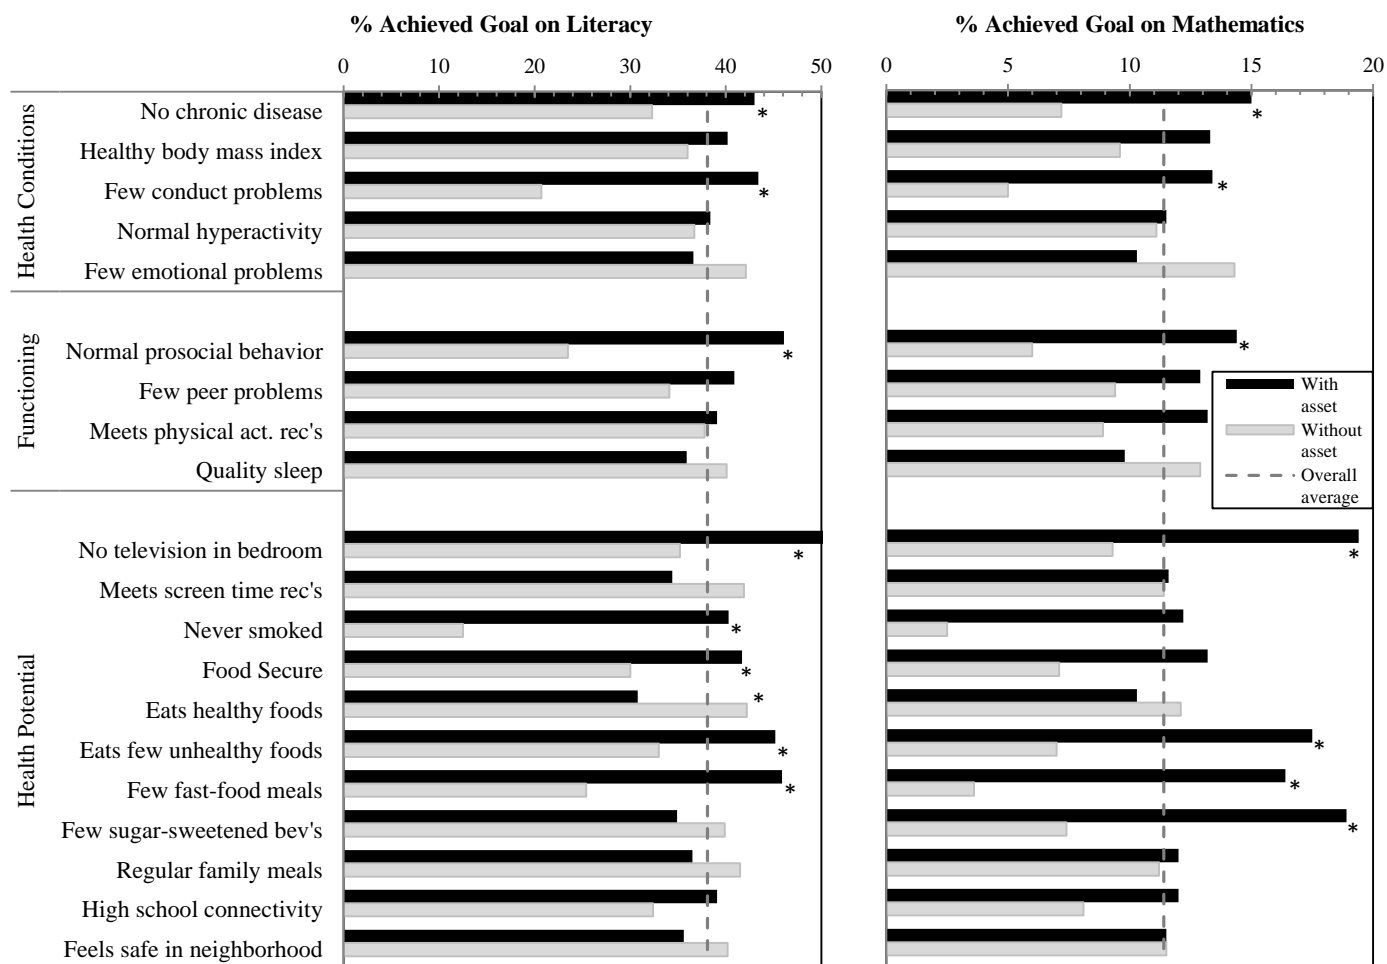 % Achieved Goal on Literacy
% Achieved Goal on Mathematics
0 10 20 30 40 50
0 5 10 15 20
Health Conditions
No chronic disease
*
*
Healthy body mass index
Few conduct problems
*
*
Normal hyperactivity
Few emotional problems
Functioning
Normal prosocial behavior
*
*
Few peer problems
Meets physical act. rec's
Quality sleep
With
asset
Without
asset
Overall
average
Health Potential
No television in bedroom
*
*
Meets screen time rec's
Never smoked
*
Food Secure
*
Eats healthy foods
*
Eats few unhealthy foods
*
*
Few fast-food meals
*
*
Few sugar-sweetened bev's
*
Regular family meals
High school connectivity
Feels safe in neighborhood